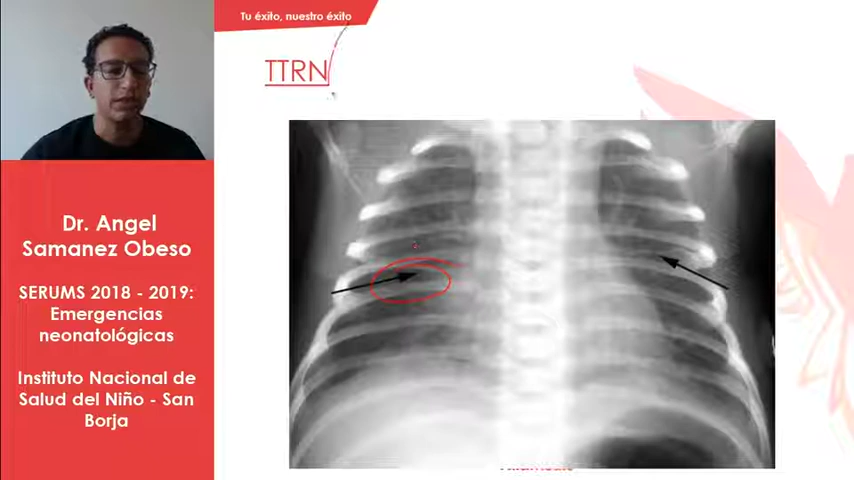 Tu éxito, nuestro éxito
TTRN
Dr. Angel
Samanez Obeso
SERUMS 2018 - 2019:
Emergencias
neonatológicas
Instituto Nacional de
Salud del Niño - San
Borja